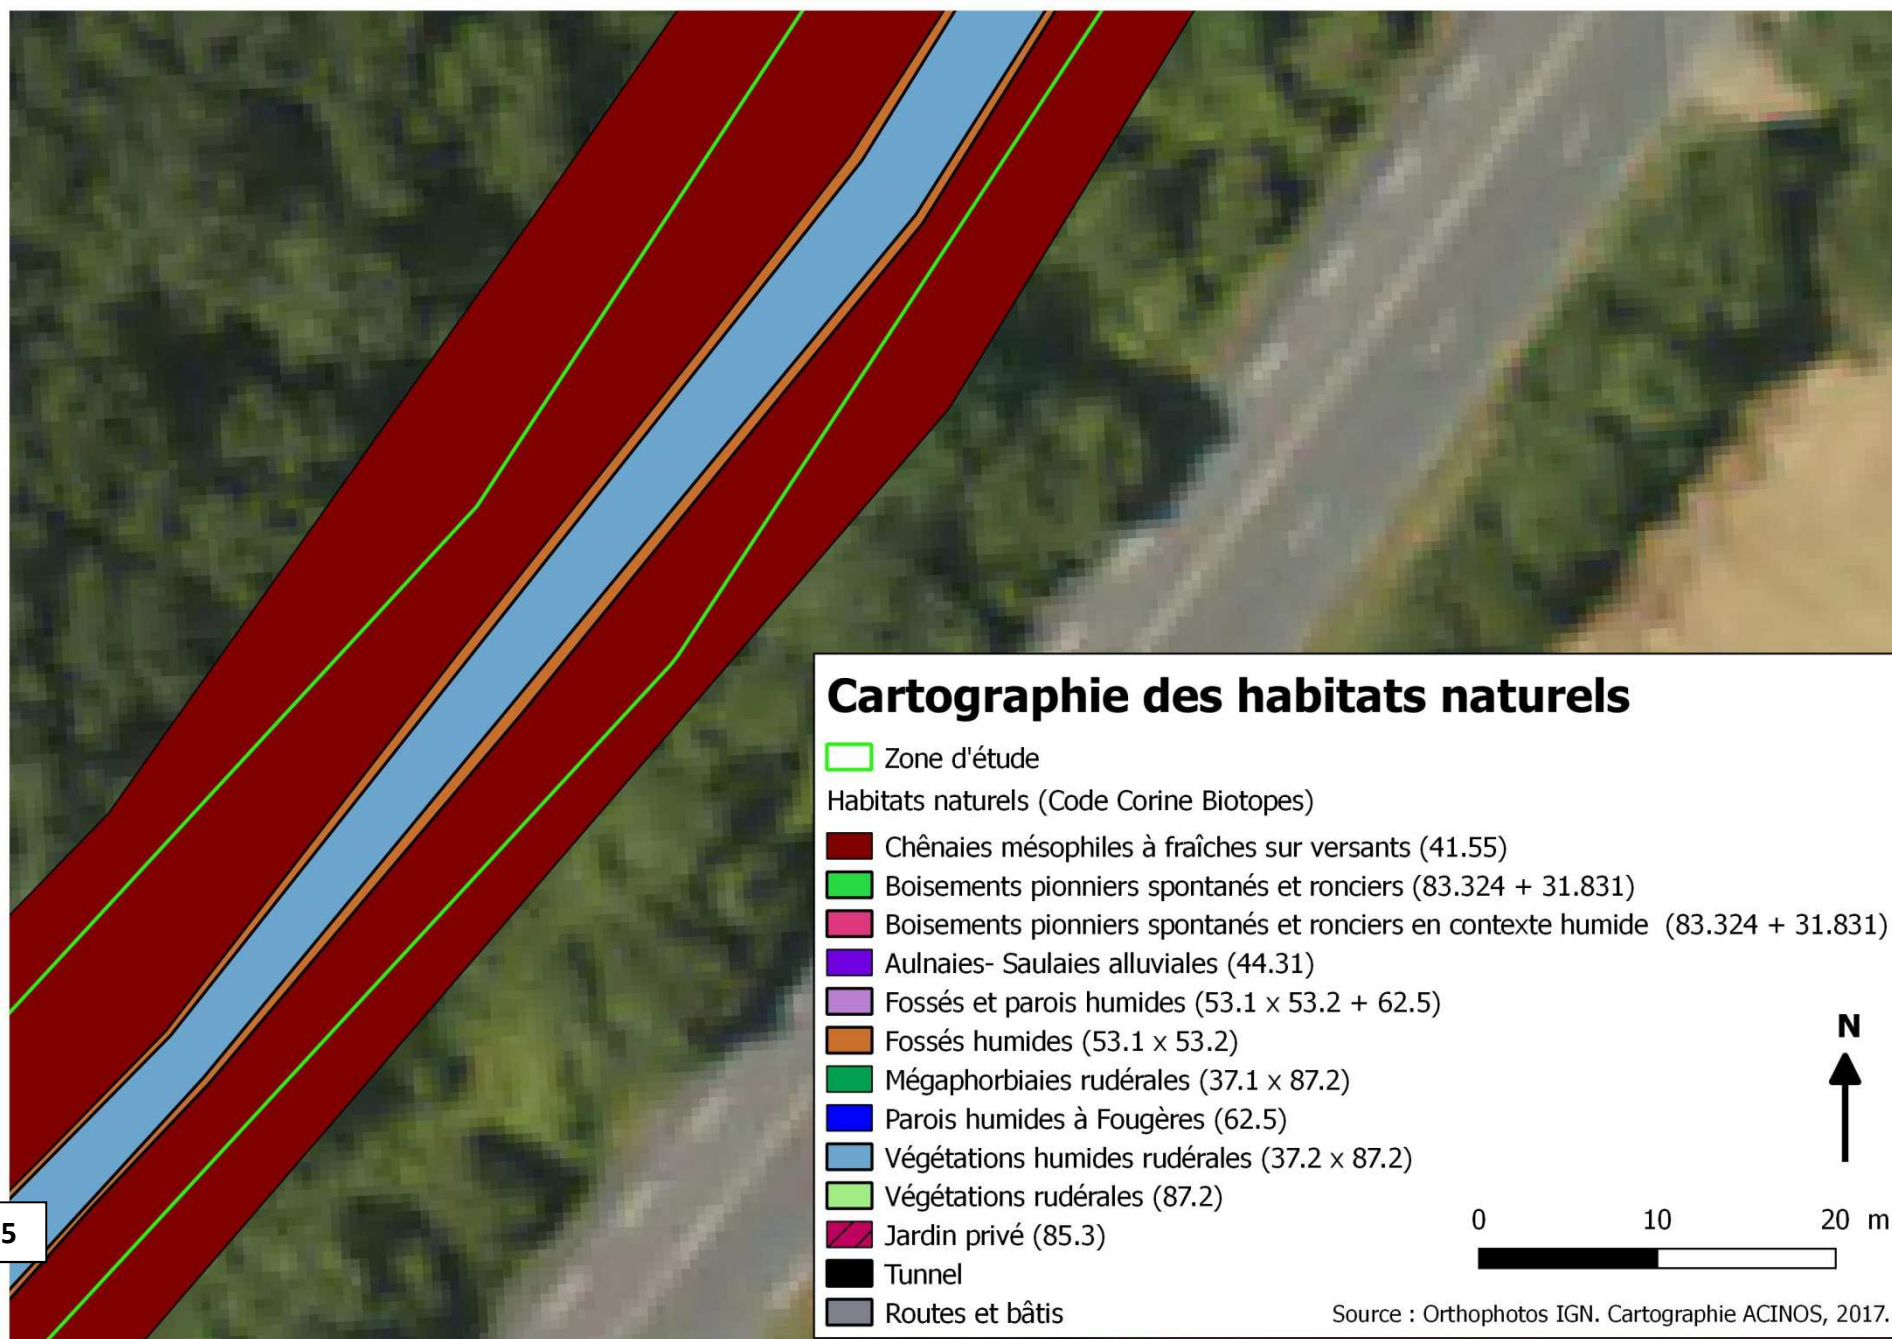 Cartographie des habitats naturels
Zone d'étude
Habitats naturels (Code Corine Biotopes)
Chênaies mésophiles à fraîches sur versants (41.55)
Boisements pionniers spontanés et ronciers (83.324 + 31.831)
Boisements pionniers spontanés et ronciers en contexte humide (83.324 + 31.831)
Aulnaies- Saulaies alluviales (44.31)
Fossés et parois humides (53.1 x 53.2 + 62.5)
Fossés humides (53.1 x 53.2)
Mégaphorbiaies rudérales (37.1 x 87.2)
Parois humides à Fougères (62.5)
Végétations humides rudérales (37.2 x 87.2)
Végétations rudérales (87.2)
Jardin privé (85.3)
Tunnel
Routes et bâtis
N
0 10 20 m
Source : Orthophotos IGN. Cartographie ACINOS, 2017.
5